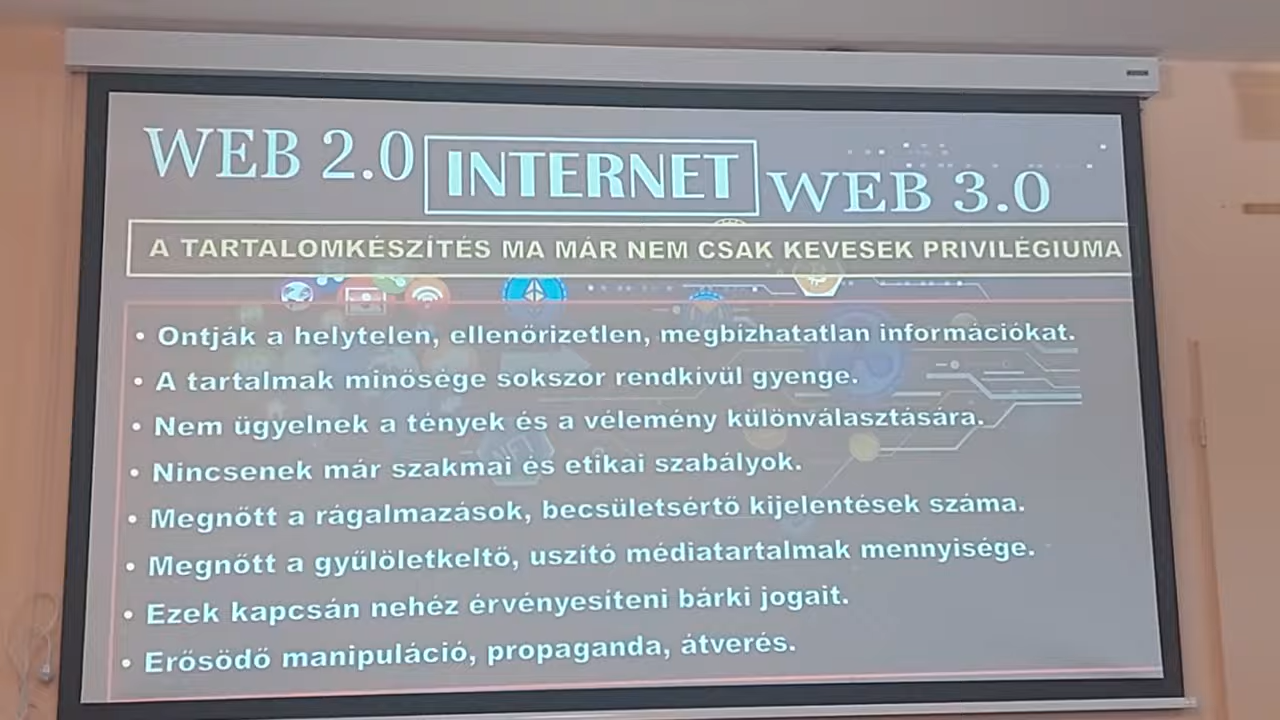 WEB 2.0 INTERNET WEB 3.0
A TARTALOMKÉSZÍTÉS MA MÁR NEM CSAK KEVESEK PRIVILÉGIUMA
• Ontják a helytelen, ellenőrizetlen, megbízhatatlan információkat.
• A tartalmak minősége sokszor rendkívül gyenge.
• Nem ügyelnek a tények és a vélemény különválasztására.
• Nincsenek már szakmai és etikai szabályok.
• Megnőtt a rágalmazások, becsületsértő kijelentések száma.
• Megnőtt a gyűlöletkeltő, uszító médiatartalmak mennyisége.
• Ezek kapcsán nehéz érvényesíteni bárki jogait.
• Erősödő manipuláció, propaganda, átverés.